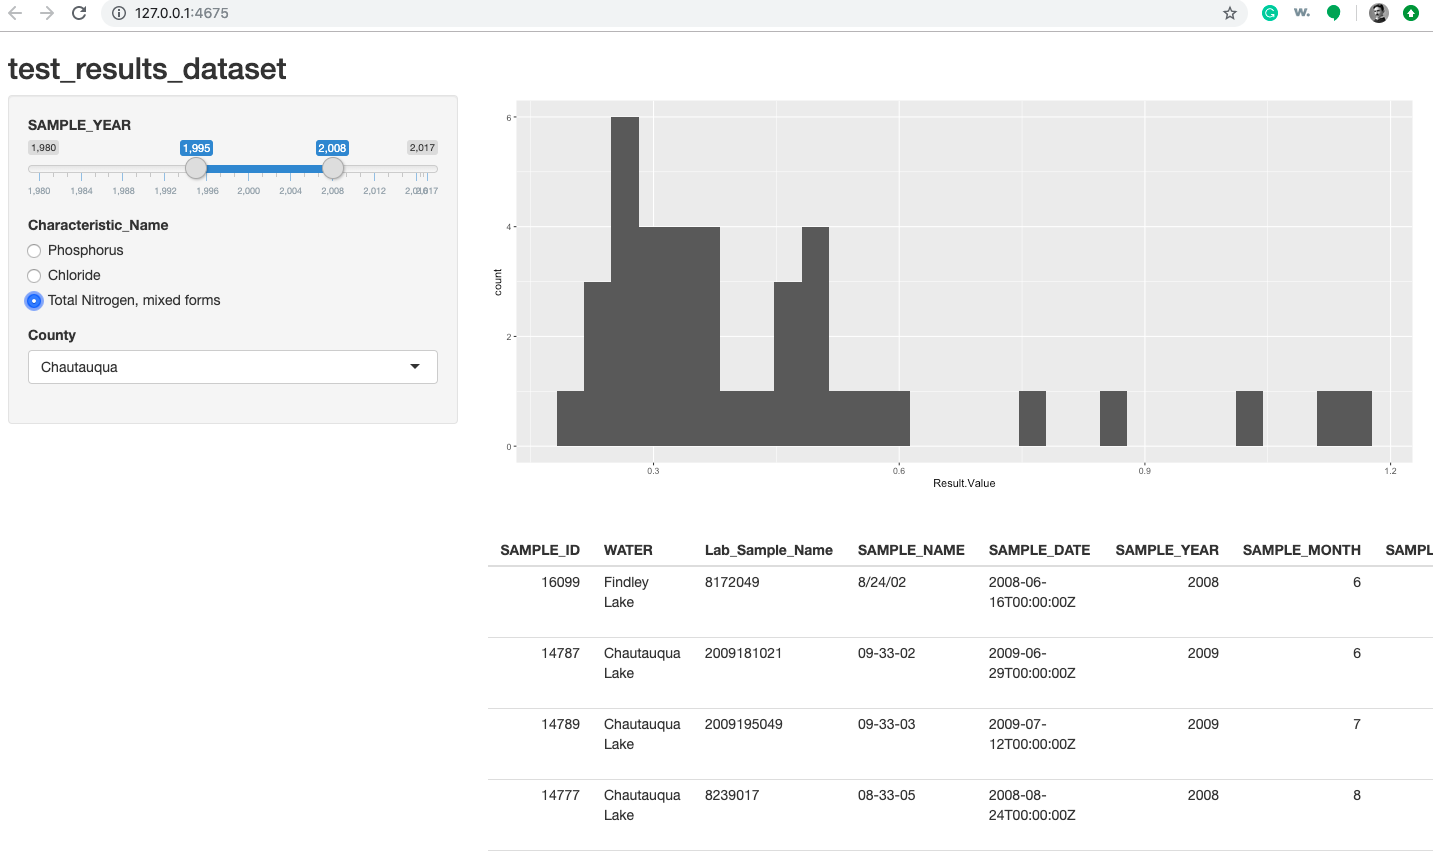 127.0.0.1:4675
test_results_dataset
SAMPLE_YEAR
1,980 1,995 2,008 2,017
1,980 1,984 1,988 1,992 1,996 2,000 2,004 2,008 2,012 2,017
Characteristic_Name
Phosphorus
Chloride
Total Nitrogen, mixed forms
County
Chautauqua
6
4
2
0
count
0.3 0.6 0.9 1.2
Result.Value
SAMPLE_ID WATER Lab_Sample_Name SAMPLE_NAME SAMPLE_DATE SAMPLE_YEAR SAMPLE_MONTH SAMPL
16099 Findley 8172049 8/24/02 2008-06- 2008 6
Lake 16T00:00:00Z
14787 Chautauqua 2009181021 09-33-02 2009-06- 2009 6
Lake 29T00:00:00Z
14789 Chautauqua 2009195049 09-33-03 2009-07- 2009 7
Lake 12T00:00:00Z
14777 Chautauqua 8239017 08-33-05 2008-08- 2008 8
Lake 24T00:00:00Z